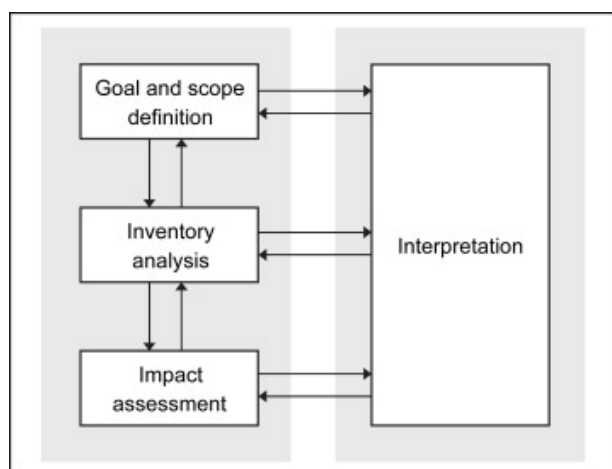 Goal and scope
definition
Inventory
analysis
Interpretation
Impact
assessment